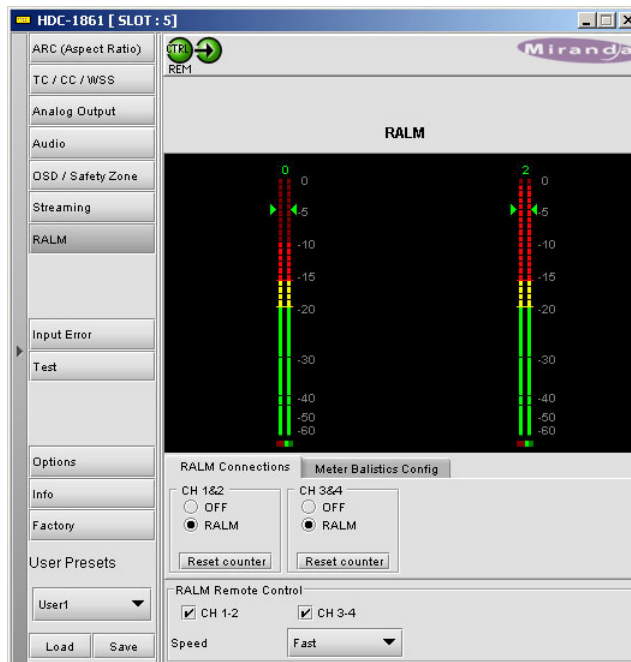 HDC-1861 [ SLOT : 5]
ARC (Aspect Ratio)
TC / CC / WSS
Analog Output
Audio
OSD / Safety Zone
Streaming
RALM
Input Error
Test
Options
Info
Factory
User Presets
User1
Load Save
CTRL
REM
Miranda
RALM
0
0
-5
-10
-15
-20
-30
-40
-50
-60
2
0
-5
-10
-15
-20
-30
-40
-50
-60
RALM Connections Meter Balistics Config
CH 1&2
OFF
RALM
Reset counter
CH 3&4
OFF
RALM
Reset counter
RALM Remote Control
CH 1-2 CH 3-4
Speed Fast